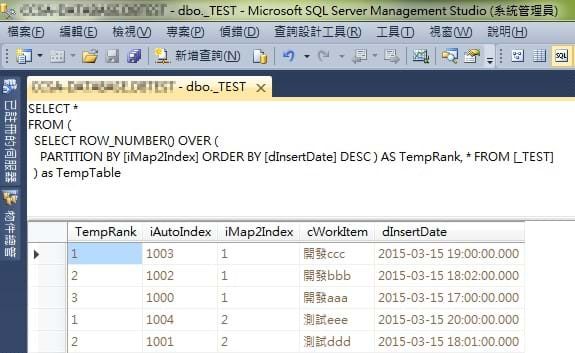 - dbo._TEST - Microsoft SQL Server Management Studio (系統管理員)
檔案(F) 編輯(E) 檢視(V) 專案(P) 偵錯(D) 查詢設計工具(R) 工具(T) 視窗(W) 說明(H)
新增查詢(N)
SQL
已註冊的伺服器
物件總管
- dbo._TEST
SELECT *
FROM (
SELECT ROW_NUMBER() OVER (
PARTITION BY [iMap2Index] ORDER BY [dInsertDate] DESC ) AS TempRank, * FROM [_TEST]
) as TempTable
TempRank iAutoIndex iMap2Index cWorkItem dInsertDate
1 1003 1 開發ccc 2015-03-15 19:00:00.000
2 1002 1 開發bbb 2015-03-15 18:02:00.000
3 1000 1 開發aaa 2015-03-15 17:00:00.000
1 1004 2 測試eee 2015-03-15 20:00:00.000
2 1001 2 測試ddd 2015-03-15 18:01:00.000